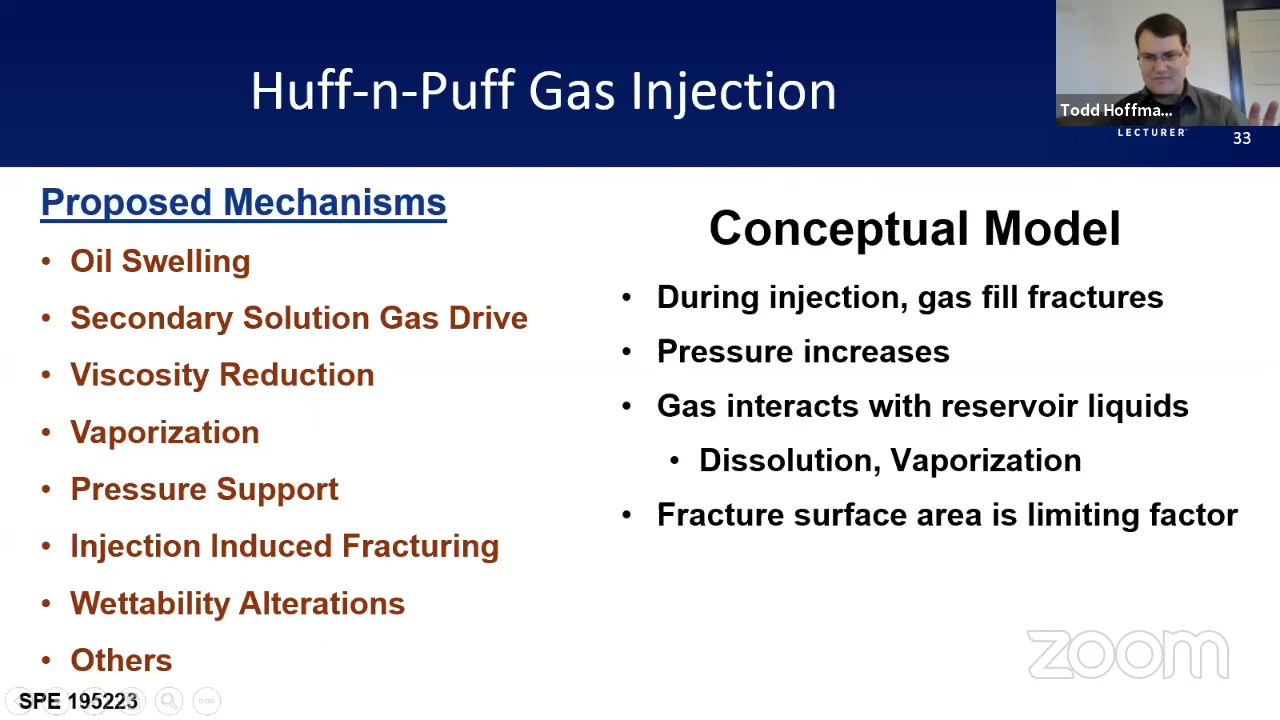 Huff-n-Puff Gas Injection
Todd Hoffma...
LECTURER
33
Proposed Mechanisms
• Oil Swelling
• Secondary Solution Gas Drive
• Viscosity Reduction
• Vaporization
• Pressure Support
• Injection Induced Fracturing
• Wettability Alterations
• Others
SPE 195223
Conceptual Model
• During injection, gas fill fractures
• Pressure increases
• Gas interacts with reservoir liquids
• Dissolution, Vaporization
• Fracture surface area is limiting factor
zoom